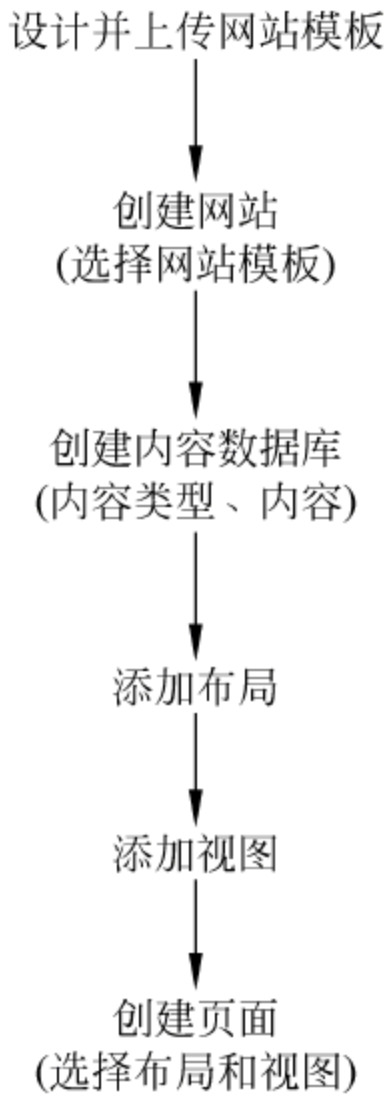 设计并上传网站模板
创建网站
(选择网站模板)
创建内容数据库
(内容类型、内容)
添加布局
添加视图
创建页面
(选择布局和视图)